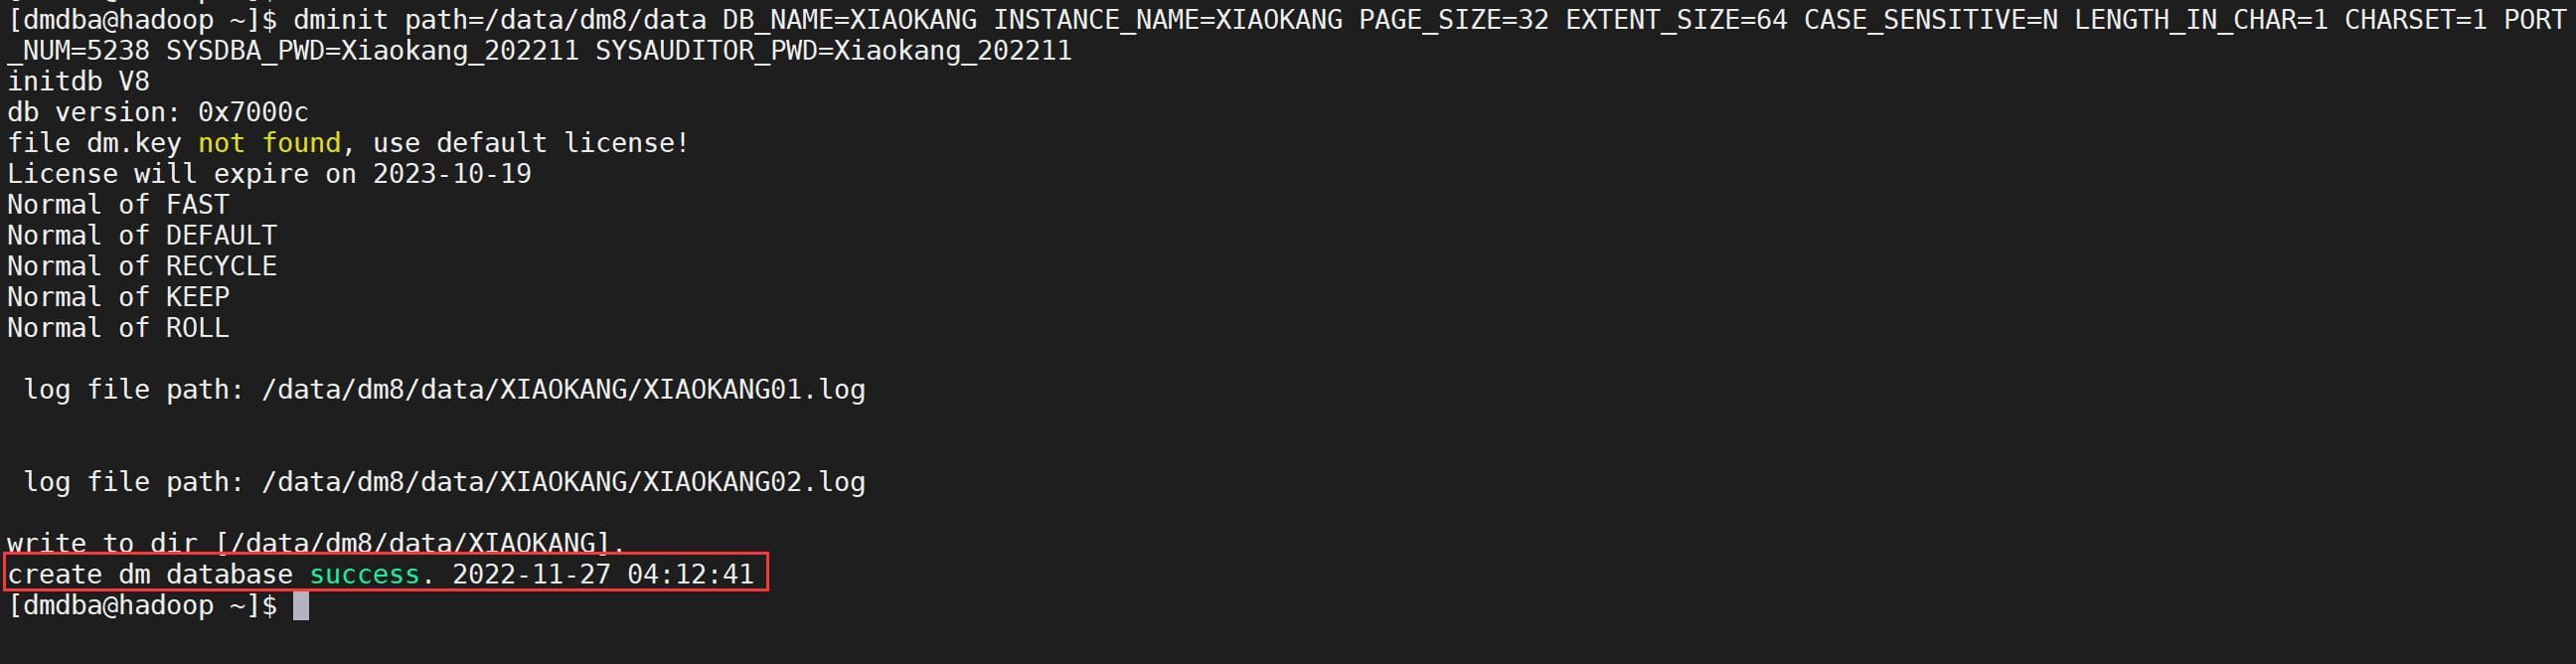 [dmdba@hadoop ~]$ dminit path=/data/dm8/data DB_NAME=XIAOKANG INSTANCE_NAME=XIAOKANG PAGE_SIZE=32 EXTENT_SIZE=64 CASE_SENSITIVE=N LENGTH_IN_CHAR=1 CHARSET=1 PORT
_NUM=5238 SYSDBA_PWD=Xiaokang_202211 SYSAUDITOR_PWD=Xiaokang_202211
initdb V8
db version: 0x7000c
file dm.key not found, use default license!
License will expire on 2023-10-19
Normal of FAST
Normal of DEFAULT
Normal of RECYCLE
Normal of KEEP
Normal of ROLL
log file path: /data/dm8/data/XIAOKANG/XIAOKANG01.log
log file path: /data/dm8/data/XIAOKANG/XIAOKANG02.log
write to dir [/data/dm8/data/XIAOKANG].
create dm database success. 2022-11-27 04:12:41
[dmdba@hadoop ~]$